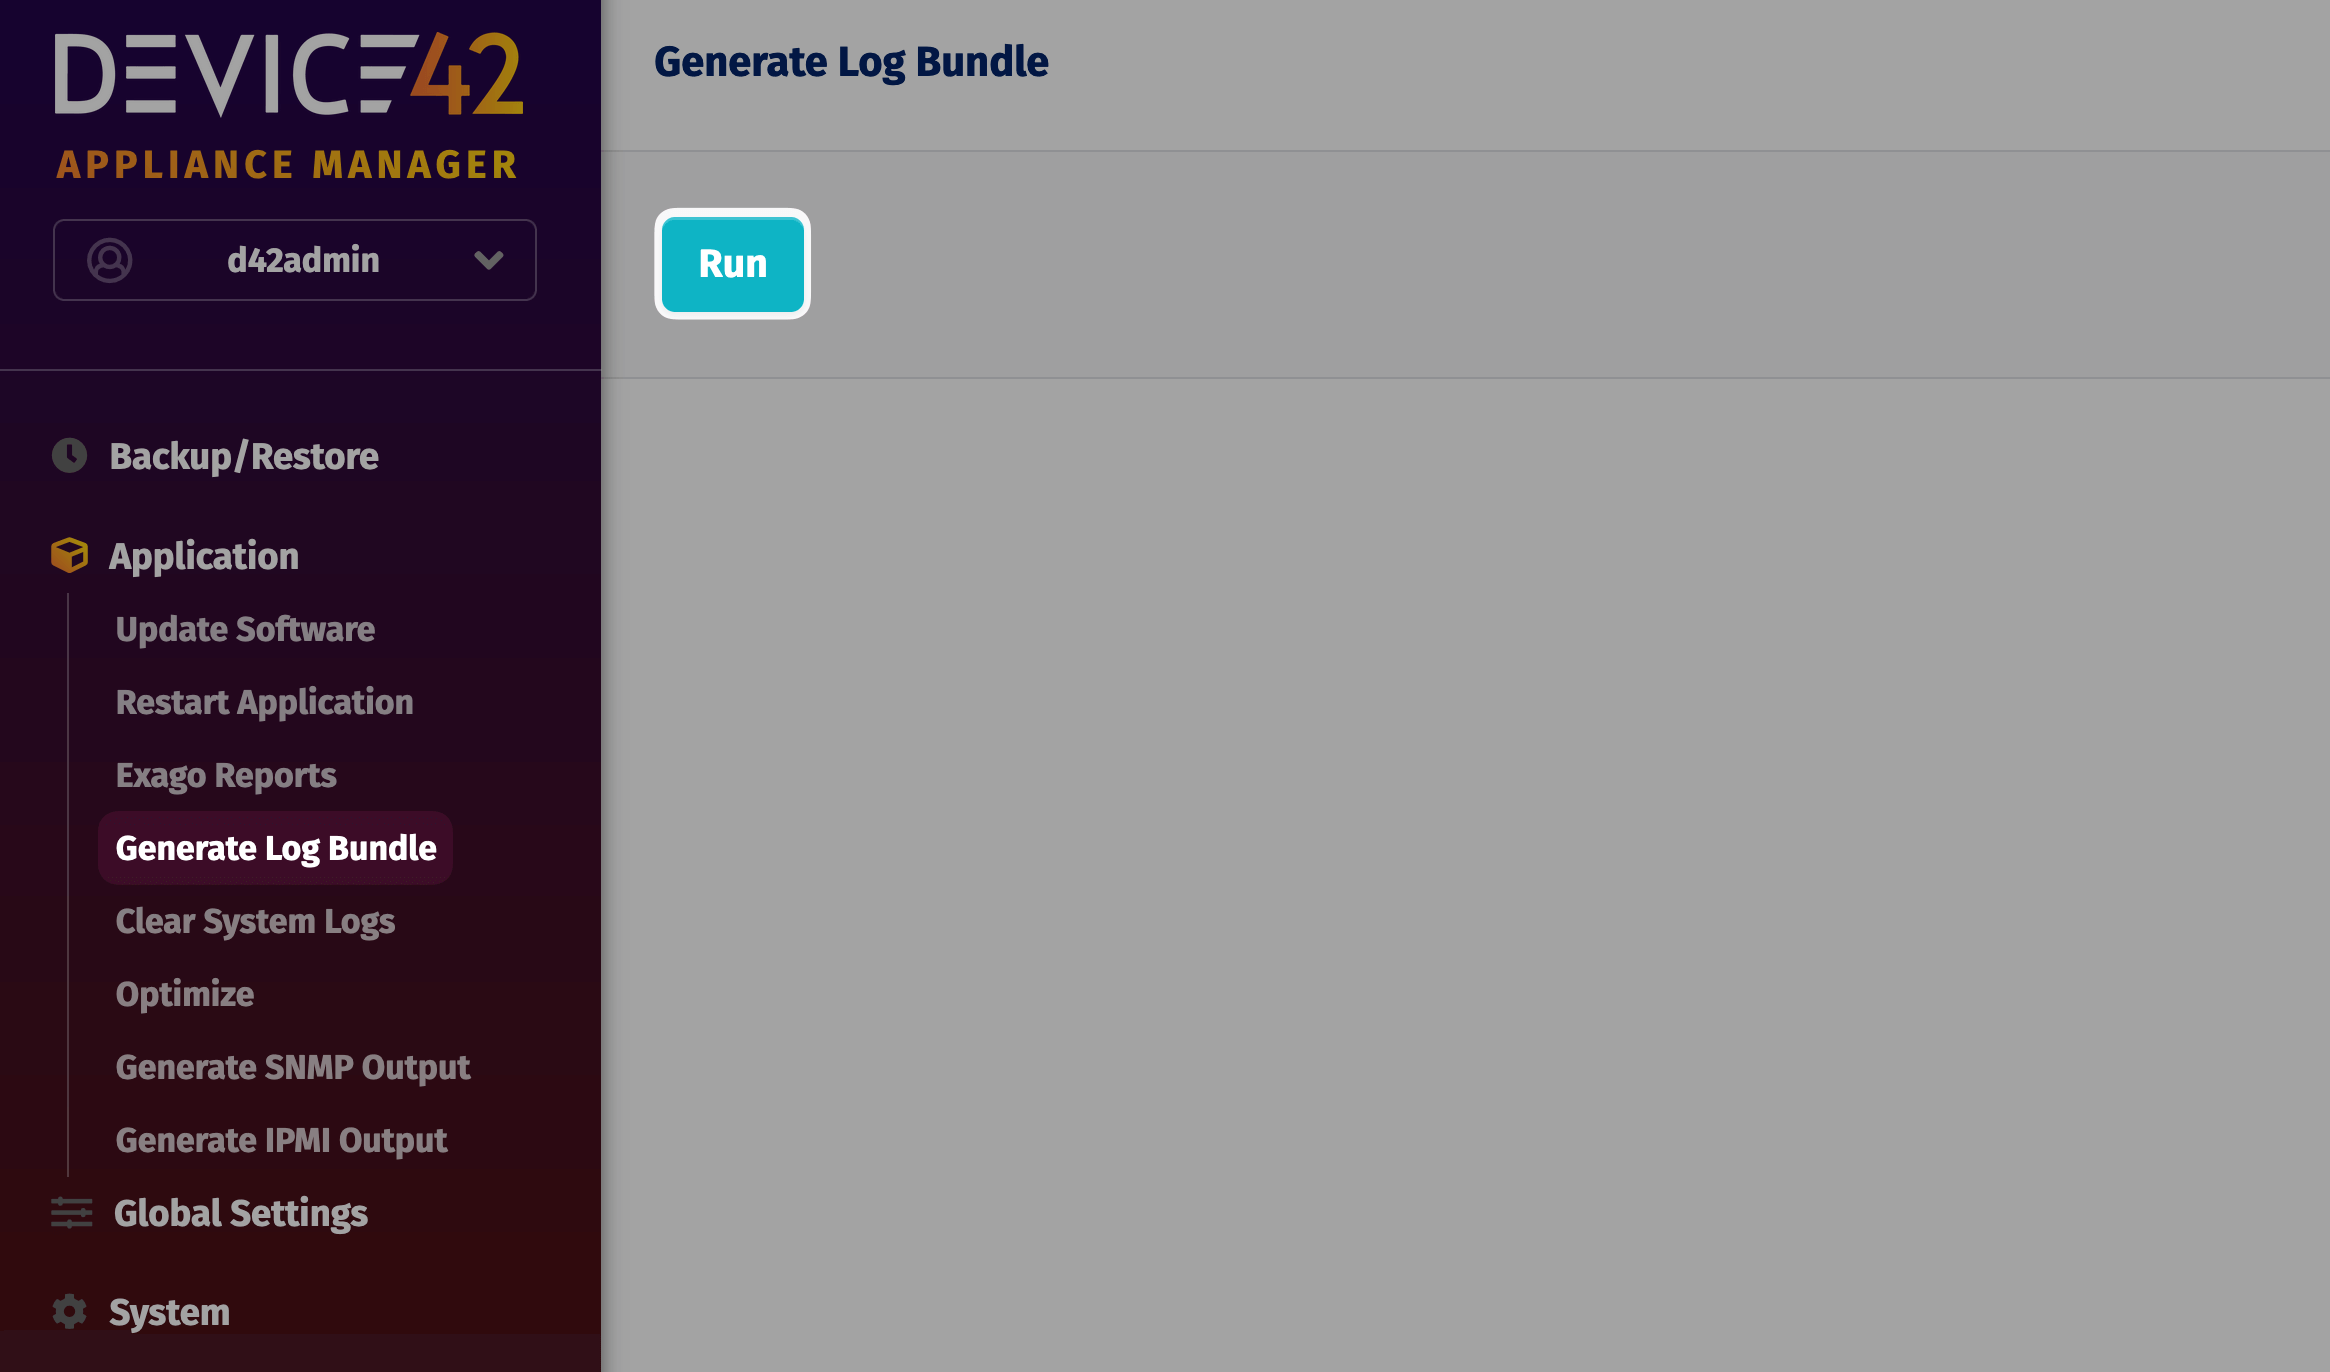 DEVICE42
APPLIANCE MANAGER
d42admin
Backup/Restore
Application
Update Software
Restart Application
Exago Reports
Generate Log Bundle
Clear System Logs
Optimize
Generate SNMP Output
Generate IPMI Output
Global Settings
System
Generate Log Bundle
Run